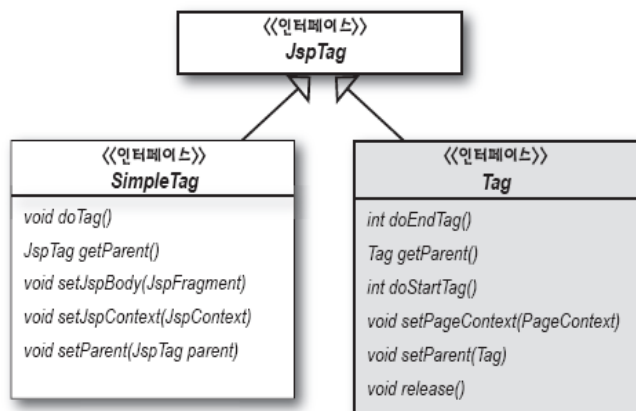 《인터페이스》
JspTag
《인터페이스》
SimpleTag
void doTag()
JspTag getParent()
void setJspBody(JspFragment)
void setJspContext(JspContext)
void setParent(JspTag parent)
《인터페이스》
Tag
int doEndTag()
Tag getParent()
int doStartTag()
void setPageContext(PageContext)
void setParent(Tag)
void release()